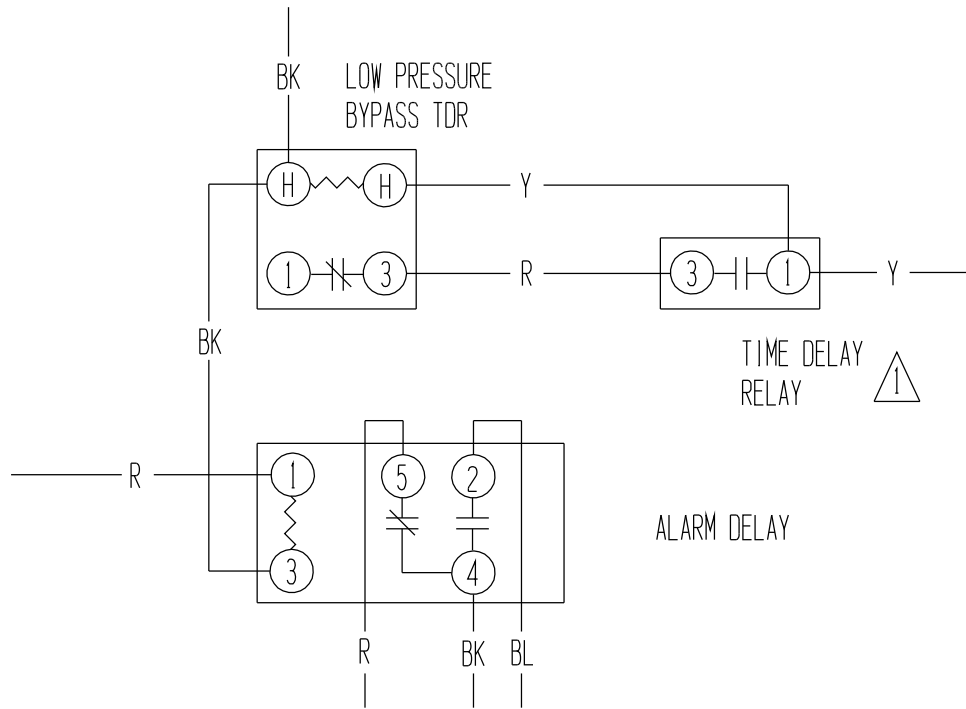 BK
LOW PRESSURE
BYPASS TDR
H
H
Y
1
3
R
3
1
Y
BK
TIME DELAY
RELAY
1
R
1
5
2
ALARM DELAY
3
4
R
BK
BL